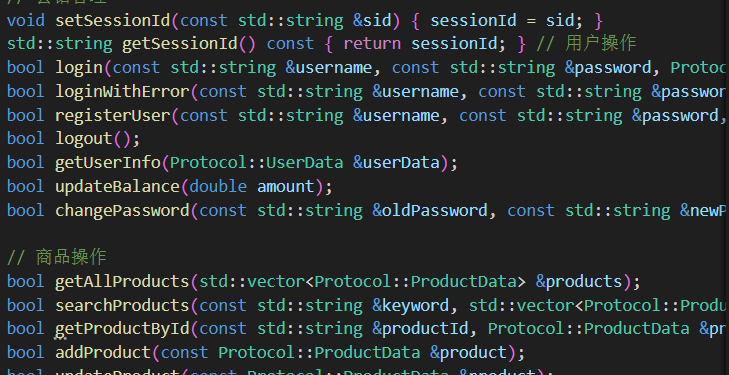 // 会话管理
void setSessionId(const std::string &sid) { sessionId = sid; }
std::string getSessionId() const { return sessionId; } // 用户操作
bool login(const std::string &username, const std::string &password, Protoc
bool loginWithError(const std::string &username, const std::string &passwor
bool registerUser(const std::string &username, const std::string &password,
bool logout();
bool getUserInfo(Protocol::UserData &userData);
bool updateBalance(double amount);
bool changePassword(const std::string &oldPassword, const std::string &newP
// 商品操作
bool getAllProducts(std::vector<Protocol::ProductData> &products);
bool searchProducts(const std::string &keyword, std::vector<Protocol::Produ
bool getProductById(const std::string &productId, Protocol::ProductData &pr
bool addProduct(const Protocol::ProductData &product);
bool updateProduct(const Protocol::ProductData &product);